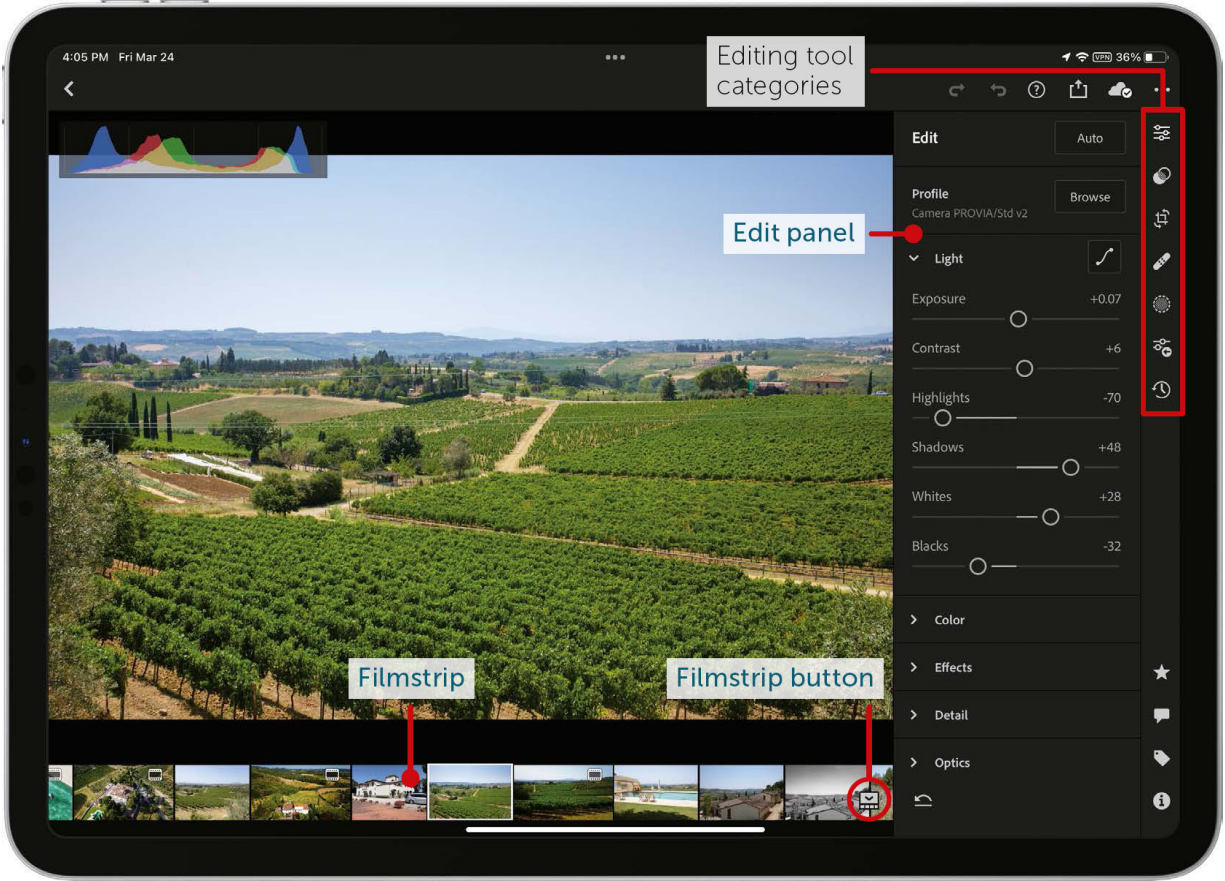 4:05 PM Fri Mar 24
VPN 36%
Editing tool
categories
Edit
Auto
Profile
Camera PROVIA/Std v2
Browse
Edit panel
Light
Exposure +0.07
Contrast +6
Highlights -70
Shadows +48
Whites +28
Blacks -32
Color
Effects
Detail
Optics
Filmstrip
Filmstrip button